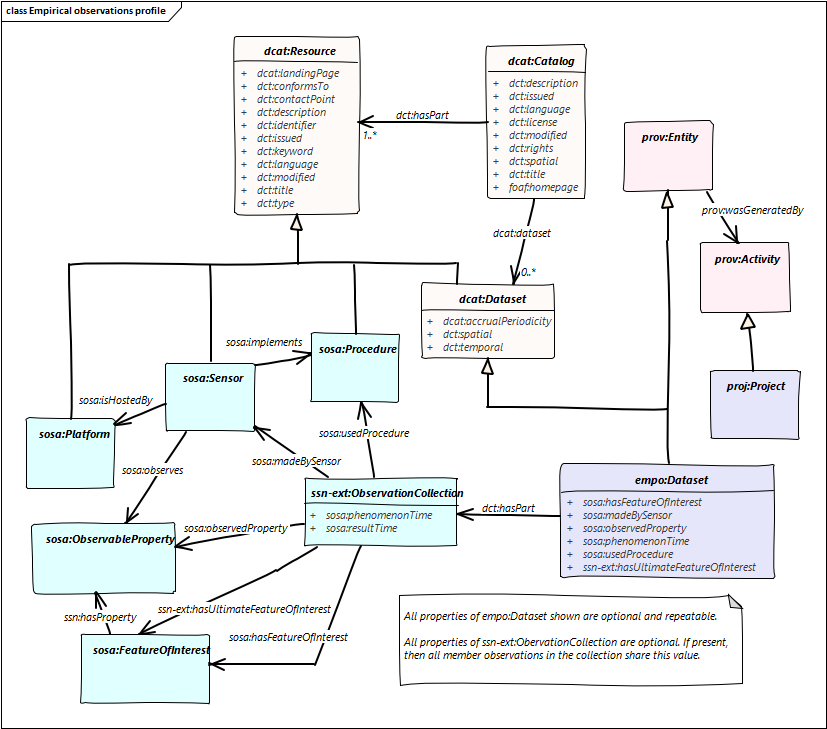 class Empirical observations profile
dcat:Resource
+ dcat:landingPage
+ dct:conformsTo
+ dct:contactPoint
+ dct:description
+ dct:identifier
+ dct:issued
+ dct:keyword
+ dct:language
+ dct:modified
+ dct:title
+ dct:type
dct:hasPart
1..*
dcat:Catalog
+ dct:description
+ dct:issued
+ dct:language
+ dct:license
+ dct:modified
+ dct:rights
+ dct:spatial
+ dct:title
+ foaf:homepage
prov:Entity
prov:wasGeneratedBy
prov:Activity
dcat:dataset
0..*
dcat:Dataset
+ dcat:accrualPeriodicity
+ dct:spatial
+ dct:temporal
proj:Project
sosa:implements
sosa:Procedure
sosa:Sensor
sosa:isHostedBy
sosa:Platform
sosa:usedProcedure
sosa:madeBySensor
sosa:observes
ssn-ext:ObservationCollection
+ sosa:phenomenonTime
+ sosa:resultTime
dct:hasPart
empo:Dataset
+ sosa:hasFeatureOfInterest
+ sosa:madeBySensor
+ sosa:observedProperty
+ sosa:phenomenonTime
+ sosa:usedProcedure
+ ssn-ext:hasUltimateFeatureOfInterest
sosa:observedProperty
sosa:ObservableProperty
ssn:hasProperty
ssn-ext:hasUltimateFeatureOfInterest
sosa:hasFeatureOfInterest
sosa:FeatureOfInterest
All properties of empo:Dataset shown are optional and repeatable.
All properties of ssn-ext:ObervationCollection are optional. If present,
then all member observations in the collection share this value.